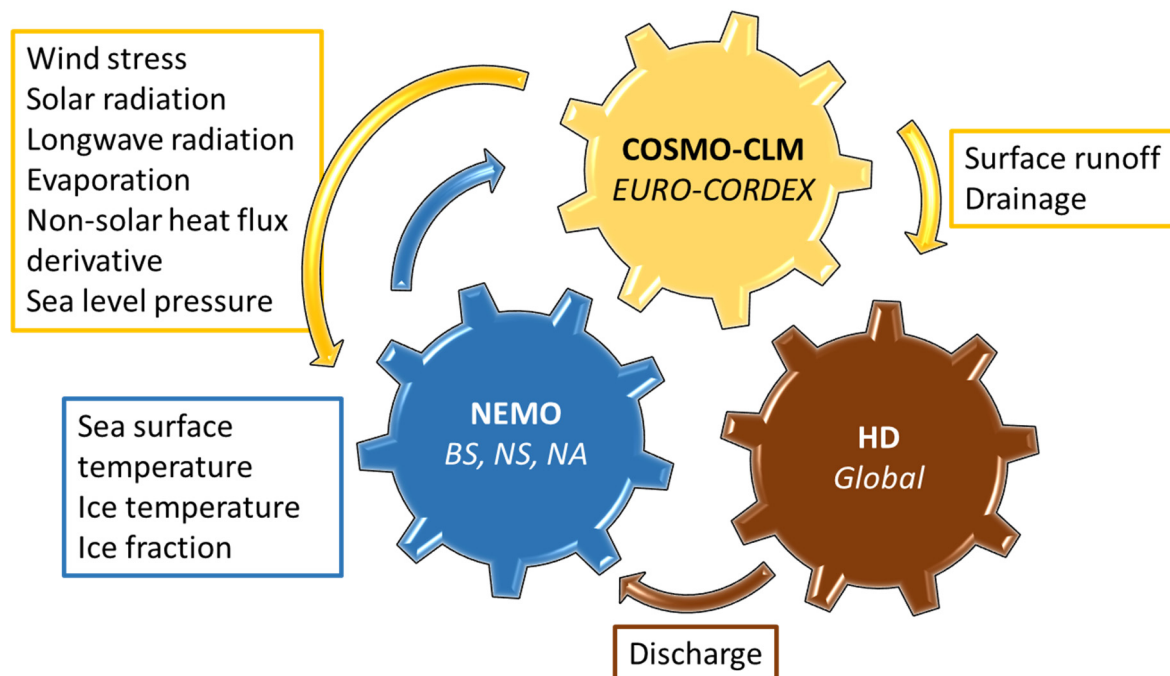 Wind stress
Solar radiation
Longwave radiation
Evaporation
Non-solar heat flux
derivative
Sea level pressure
COSMO-CLM
EURO-CORDEX
Surface runoff
Drainage
Sea surface
temperature
Ice temperature
Ice fraction
NEMO
BS, NS, NA
HD
Global
Discharge